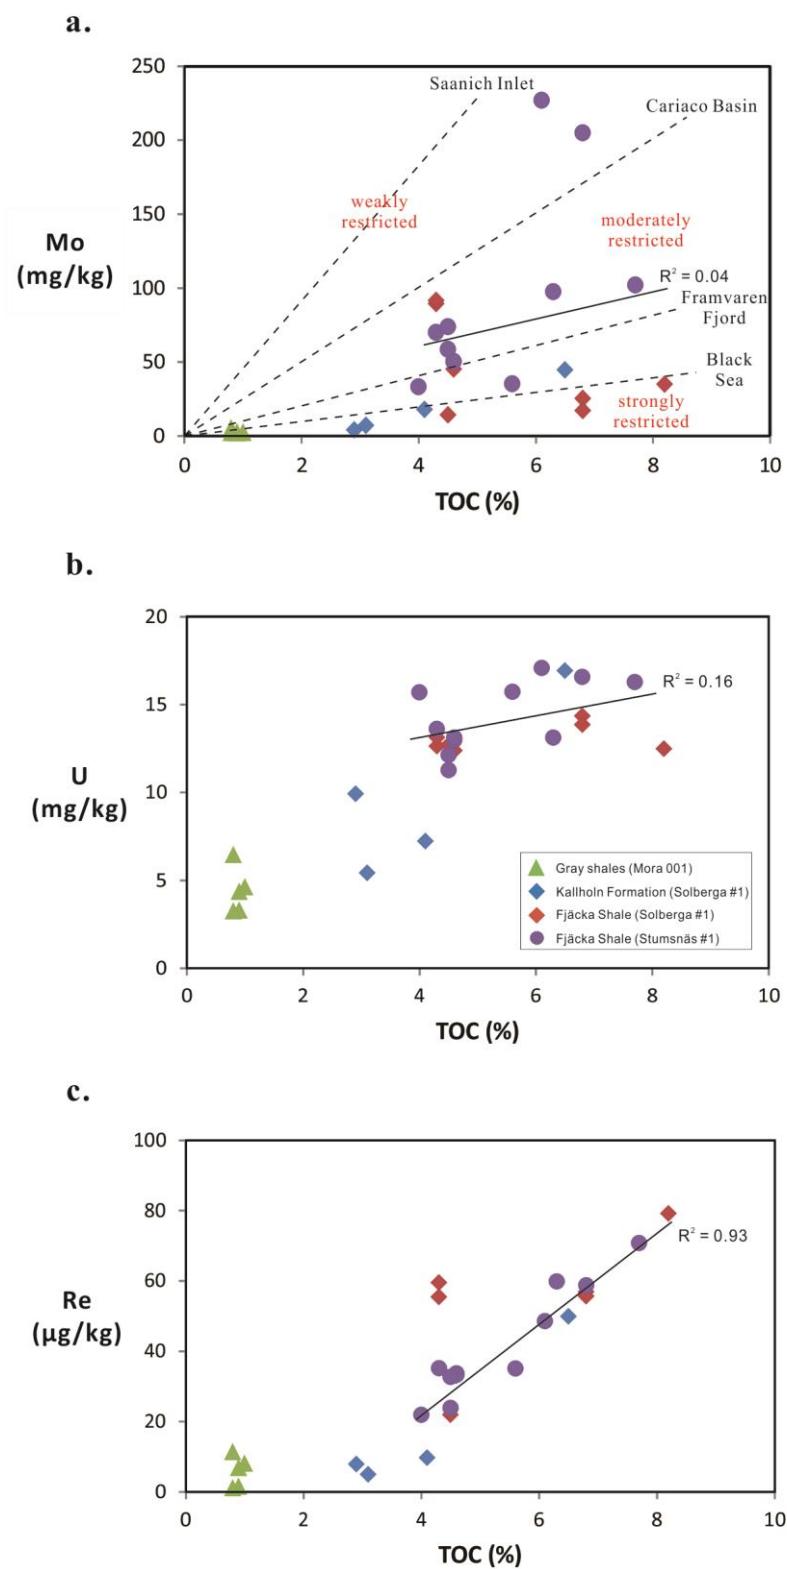 a.
250
200
150
100
50
0
Mo
(mg/kg)
Saanich Inlet
Cariaco Basin
weakly
restricted
moderately
restricted
R² = 0.04
Framvaren
Fjord
Black
Sea
strongly
restricted
0 2 4 6 8 10
TOC (%)
b.
20
15
10
5
0
U
(mg/kg)
R² = 0.16
Gray shales (Mora 001)
Kallholn Formation (Solberga #1)
Fjäcka Shale (Solberga #1)
Fjäcka Shale (Stumsnäs #1)
0 2 4 6 8 10
TOC (%)
c.
100
80
60
40
20
0
Re
(µg/kg)
R² = 0.93
0 2 4 6 8 10
TOC (%)